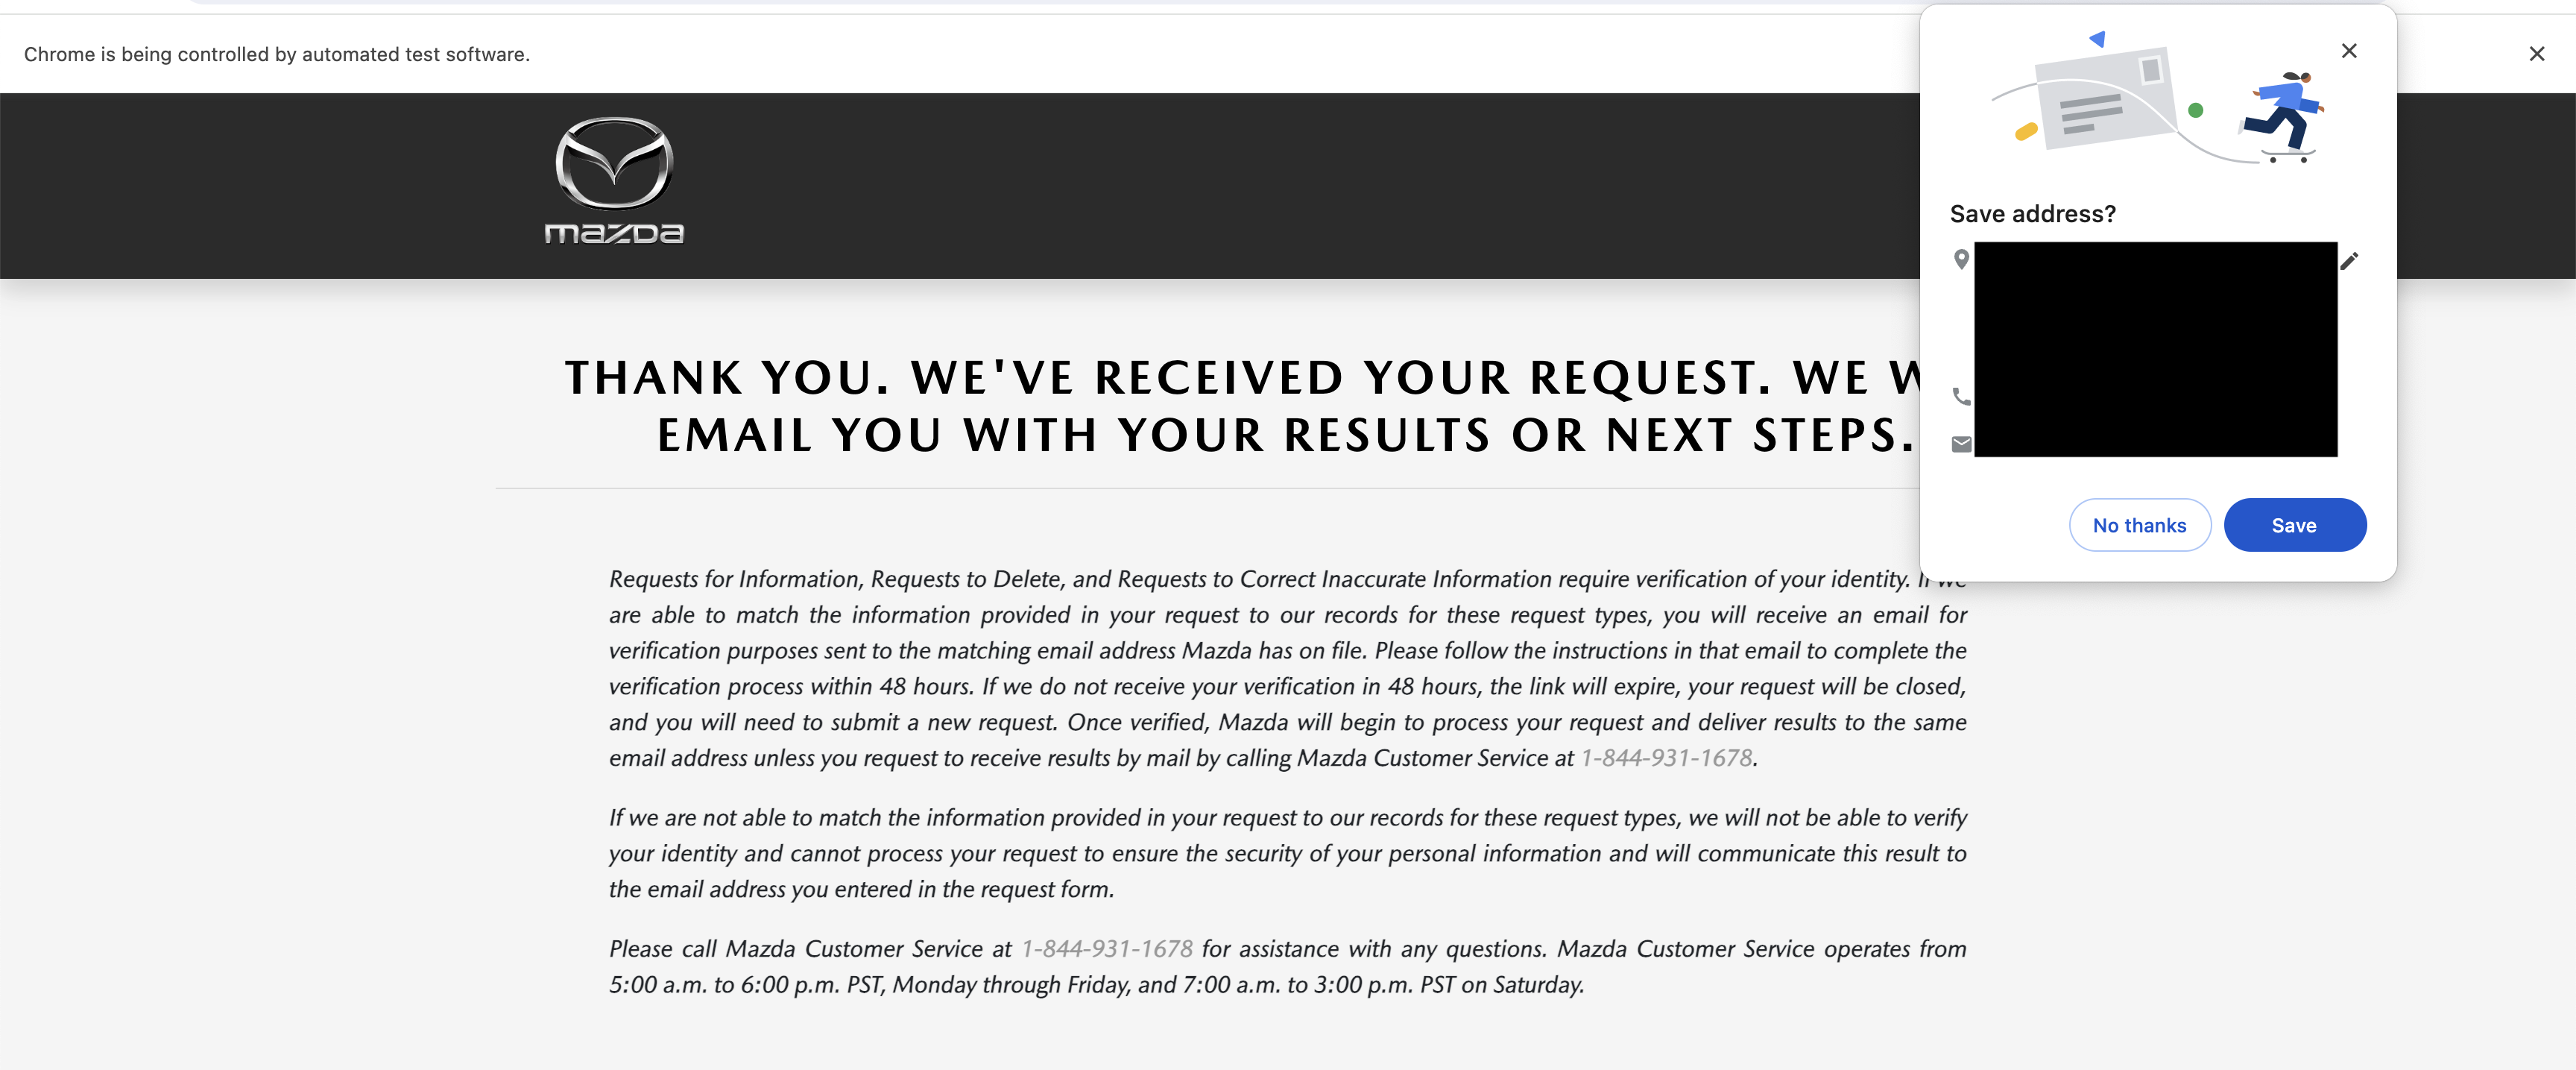 Chrome is being controlled by automated test software.
mazda
THANK YOU. WE'VE RECEIVED YOUR REQUEST. WE
EMAIL YOU WITH YOUR RESULTS OR NEXT STEPS.
Save address?
No thanks
Save
Requests for Information, Requests to Delete, and Requests to Correct Inaccurate Information require verification of your identity. If we
are able to match the information provided in your request to our records for these request types, you will receive an email for
verification purposes sent to the matching email address Mazda has on file. Please follow the instructions in that email to complete the
verification process within 48 hours. If we do not receive your verification in 48 hours, the link will expire, your request will be closed,
and you will need to submit a new request. Once verified, Mazda will begin to process your request and deliver results to the same
email address unless you request to receive results by mail by calling Mazda Customer Service at 1-844-931-1678.
If we are not able to match the information provided in your request to our records for these request types, we will not be able to verify
your identity and cannot process your request to ensure the security of your personal information and will communicate this result to
the email address you entered in the request form.
Please call Mazda Customer Service at 1-844-931-1678 for assistance with any questions. Mazda Customer Service operates from
5:00 a.m. to 6:00 p.m. PST, Monday through Friday, and 7:00 a.m. to 3:00 p.m. PST on Saturday.